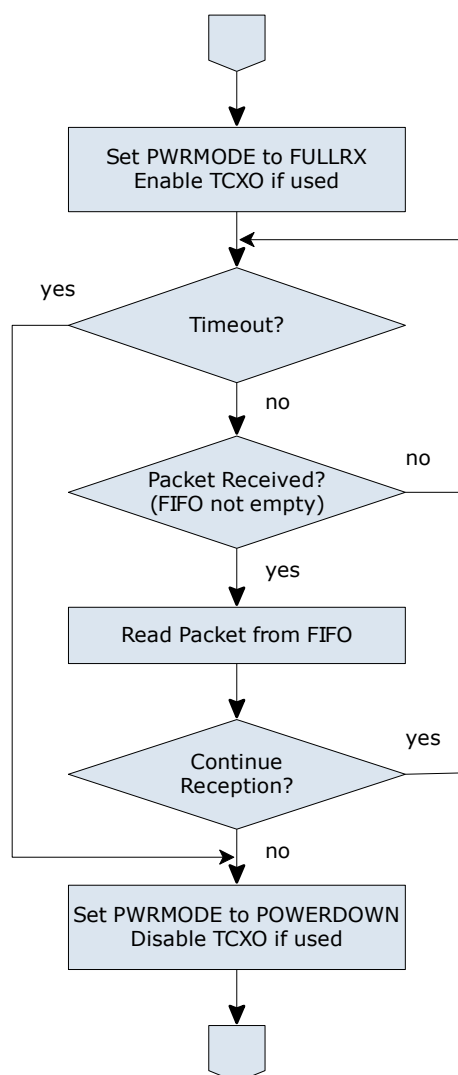 Set PWRMODE to FULLRX
Enable TCXO if used
yes
Timeout?
no
Packet Received?
(FIFO not empty)
no
yes
Read Packet from FIFO
Continue
Reception?
yes
no
Set PWRMODE to POWERDOWN
Disable TCXO if used